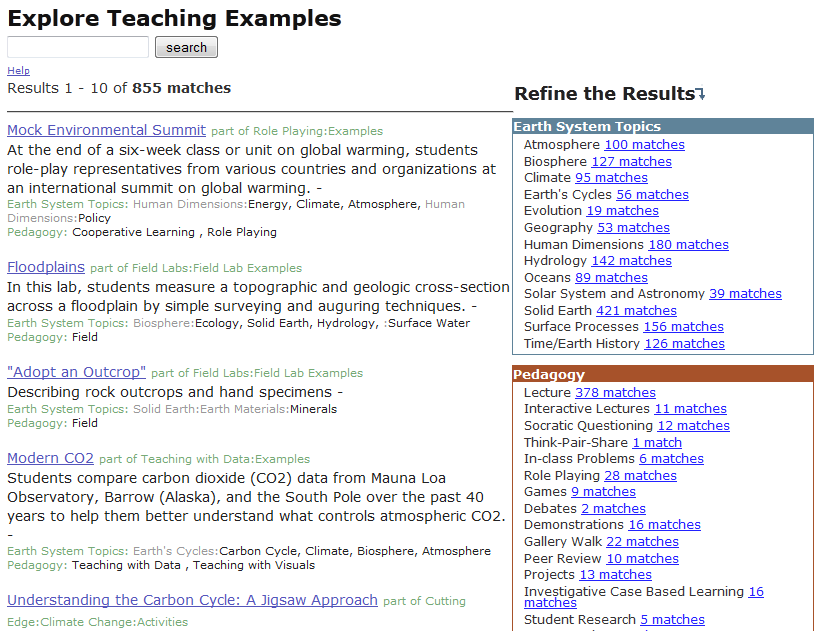 Explore Teaching Examples
search
Help
Results 1 - 10 of 855 matches
Mock Environmental Summit part of Role Playing:Examples
At the end of a six-week class or unit on global warming, students
role-play representatives from various countries and organizations at
an international summit on global warming. -
Earth System Topics: Human Dimensions:Energy, Climate, Atmosphere, Human
Dimensions:Policy
Pedagogy: Cooperative Learning , Role Playing
Floodplains part of Field Labs:Field Lab Examples
In this lab, students measure a topographic and geologic cross-section
across a floodplain by simple surveying and auguring techniques. -
Earth System Topics: Biosphere:Ecology, Solid Earth, Hydrology, :Surface Water
Pedagogy: Field
"Adopt an Outcrop" part of Field Labs:Field Lab Examples
Describing rock outcrops and hand specimens -
Earth System Topics: Solid Earth:Earth Materials:Minerals
Pedagogy: Field
Modern CO2 part of Teaching with Data:Examples
Students compare carbon dioxide (CO2) data from Mauna Loa
Observatory, Barrow (Alaska), and the South Pole over the past 40
years to help them better understand what controls atmospheric CO2.
-
Earth System Topics: Earth's Cycles:Carbon Cycle, Climate, Biosphere, Atmosphere
Pedagogy: Teaching with Data , Teaching with Visuals
Understanding the Carbon Cycle: A Jigsaw Approach part of Cutting
Edge:Climate Change:Activities
Refine the Results
Earth System Topics
Atmosphere 100 matches
Biosphere 127 matches
Climate 95 matches
Earth's Cycles 56 matches
Evolution 19 matches
Geography 53 matches
Human Dimensions 180 matches
Hydrology 142 matches
Oceans 89 matches
Solar System and Astronomy 39 matches
Solid Earth 421 matches
Surface Processes 156 matches
Time/Earth History 126 matches
Pedagogy
Lecture 378 matches
Interactive Lectures 11 matches
Socratic Questioning 12 matches
Think-Pair-Share 1 match
In-class Problems 6 matches
Role Playing 28 matches
Games 9 matches
Debates 2 matches
Demonstrations 16 matches
Gallery Walk 22 matches
Peer Review 10 matches
Projects 13 matches
Investigative Case Based Learning 16
matches
Student Research 5 matches